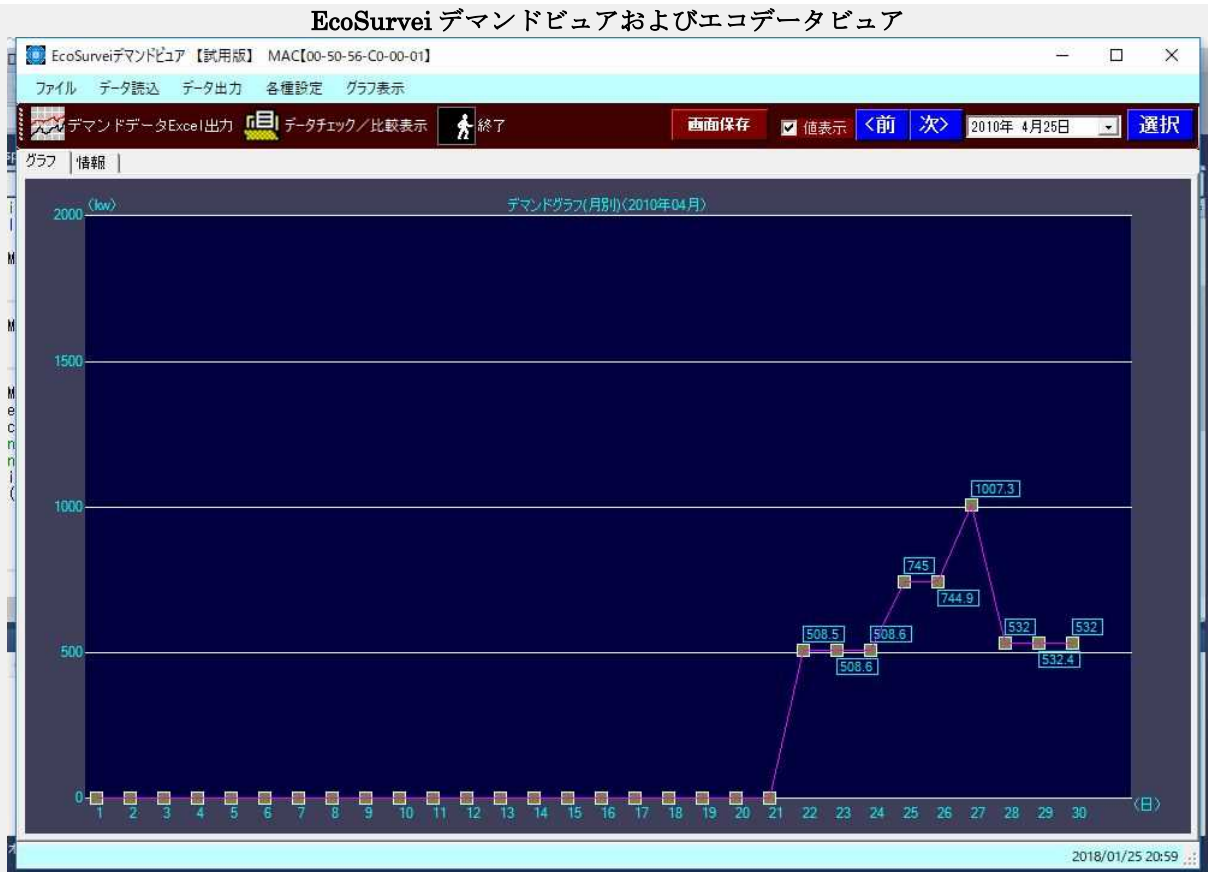 EcoSurvei デマンドビュアおよびエコデータビュア
EcoSurveiデマンドビュア 【試用版】 MAC【00-50-56-C0-00-01】
ファイル データ読込 データ出力 各種設定 グラフ表示
デマンドデータExcel出力 データチェック／比較表示 終了 画面保存 値表示 <前 次> 2010年 4月25日 選択
グラフ 情報
(kw) デマンドグラフ(月別)(2010年04月)
2000
1500
1000
500
0
1007.3
745
744.9
508.5
508.6
508.6
532
532.4
532
1 2 3 4 5 6 7 8 9 10 11 12 13 14 15 16 17 18 19 20 21 22 23 24 25 26 27 28 29 30 (日)
2018/01/25 20:59